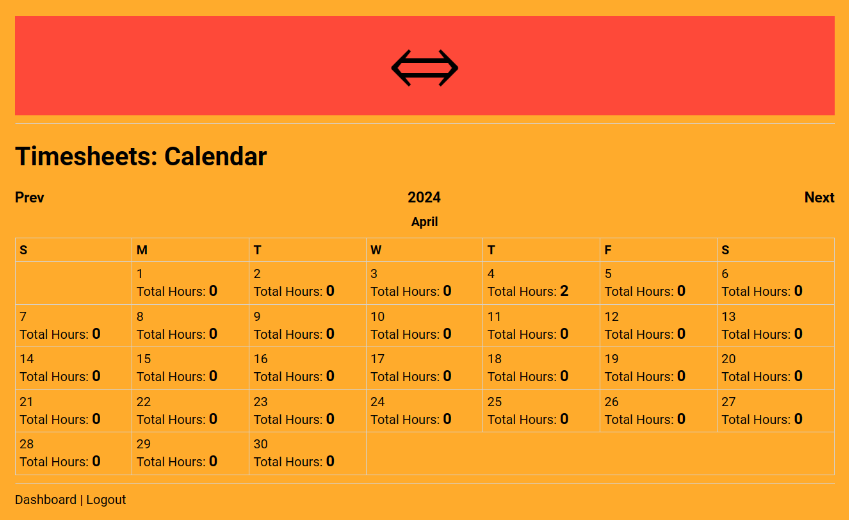 ⇔
Timesheets: Calendar
Prev 2024 Next
April
S M T W T F S
1 2 3 4 5 6
Total Hours: 0 Total Hours: 0 Total Hours: 0 Total Hours: 2 Total Hours: 0 Total Hours: 0
7 8 9 10 11 12 13
Total Hours: 0 Total Hours: 0 Total Hours: 0 Total Hours: 0 Total Hours: 0 Total Hours: 0 Total Hours: 0
14 15 16 17 18 19 20
Total Hours: 0 Total Hours: 0 Total Hours: 0 Total Hours: 0 Total Hours: 0 Total Hours: 0 Total Hours: 0
21 22 23 24 25 26 27
Total Hours: 0 Total Hours: 0 Total Hours: 0 Total Hours: 0 Total Hours: 0 Total Hours: 0 Total Hours: 0
28 29 30
Total Hours: 0 Total Hours: 0 Total Hours: 0
Dashboard | Logout